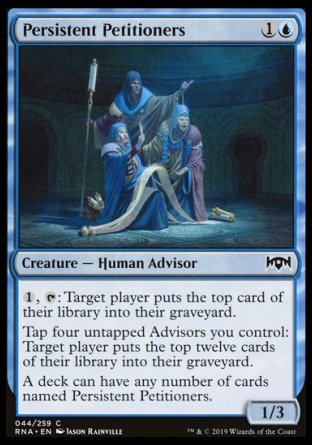 Persistent Petitioners 1
Creature — Human Advisor
1, : Target player puts the top card of
their library into their graveyard.
Tap four untapped Advisors you control:
Target player puts the top twelve cards
of their library into their graveyard.
A deck can have any number of cards
named Persistent Petitioners.
1/3
044/259 C
RNA • EN Jason Rainville
™ & © 2019 Wizards of the Coast